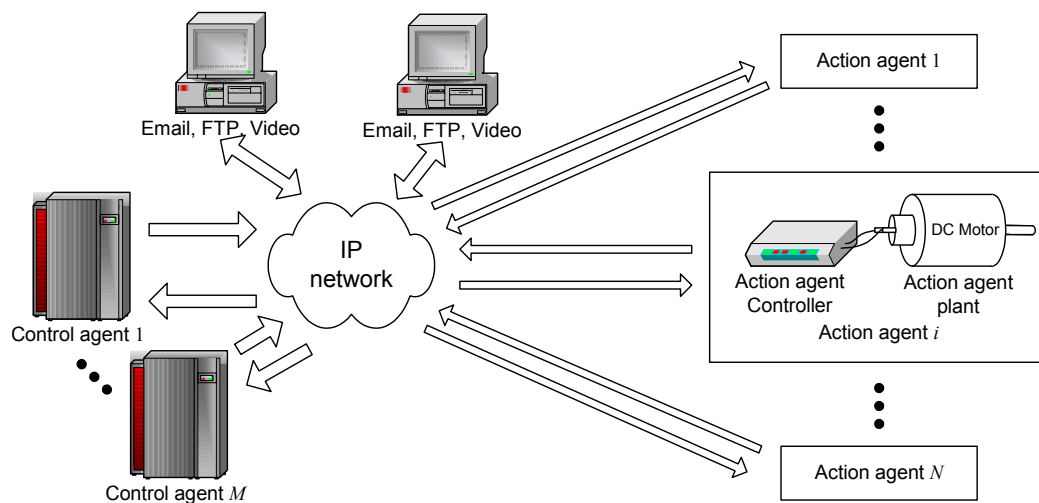 Email, FTP, Video
Email, FTP, Video
Action agent 1
IP
network
DC Motor
Action agent
Controller
Action agent
plant
Action agent i
Control agent 1
Control agent M
Action agent N